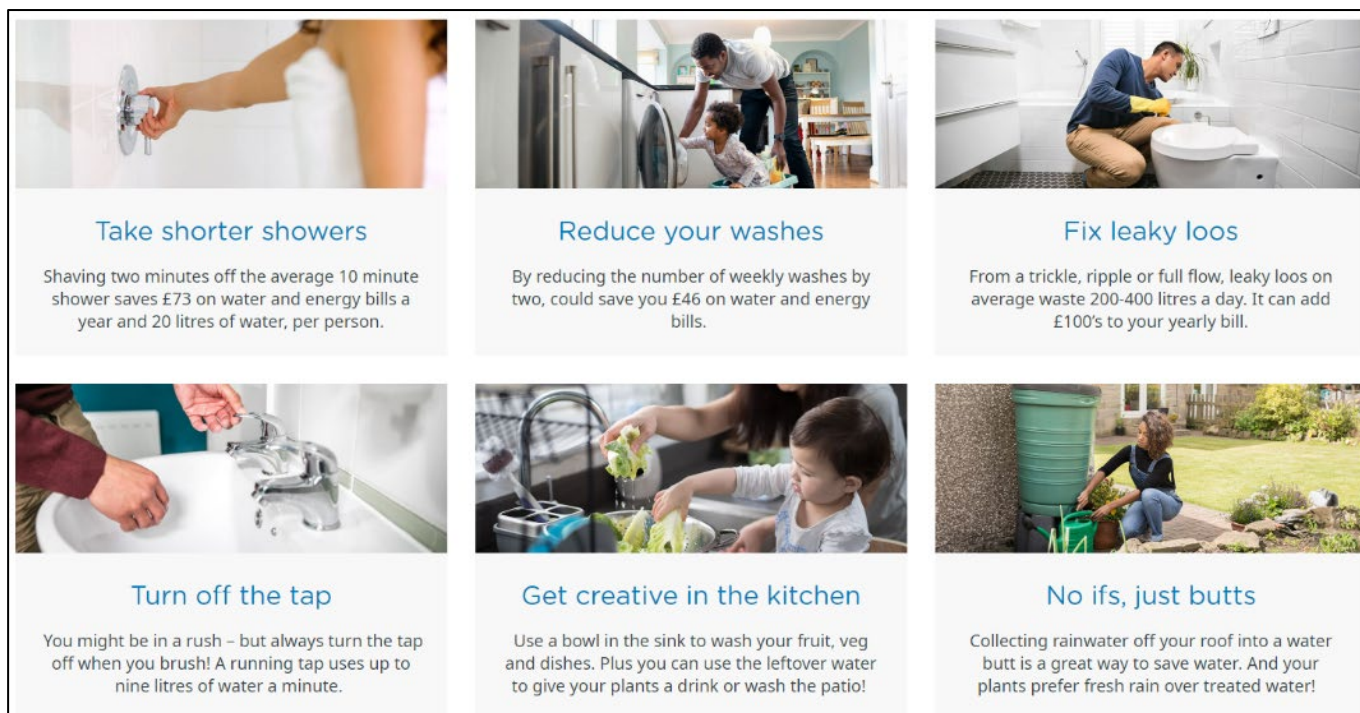 Take shorter showers
Shaving two minutes off the average 10 minute
shower saves £73 on water and energy bills a
year and 20 litres of water, per person.
Reduce your washes
By reducing the number of weekly washes by
two, could save you £46 on water and energy
bills.
Fix leaky loos
From a trickle, ripple or full flow, leaky loos on
average waste 200-400 litres a day. It can add
£100’s to your yearly bill.
Turn off the tap
You might be in a rush – but always turn the tap
off when you brush! A running tap uses up to
nine litres of water a minute.
Get creative in the kitchen
Use a bowl in the sink to wash your fruit, veg
and dishes. Plus you can use the leftover water
to give your plants a drink or wash the patio!
No ifs, just butts
Collecting rainwater off your roof into a water
butt is a great way to save water. And your
plants prefer fresh rain over treated water!